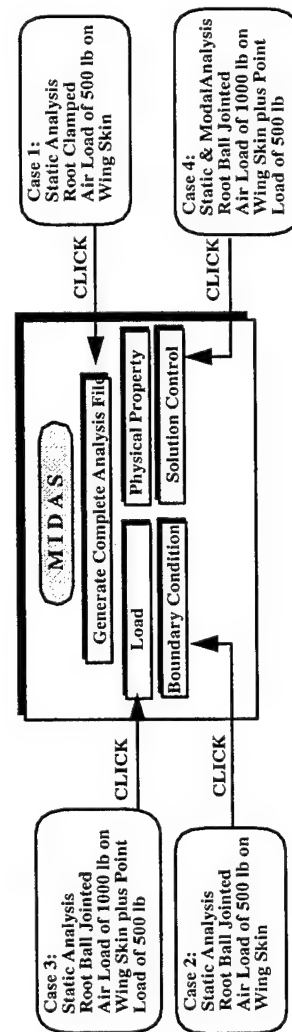 Case 3:
Static Analysis
Root Ball Jointed
Air Load of 1000 lb on
Wing Skin plus Point
Load of 500 lb
Case 2:
Static Analysis
Root Ball Jointed
Air Load of 500 lb on
Wing Skin
CLICK
CLICK
MIDAS
Generate Complete Analysis File
Load
Physical Property
Boundary Condition
Solution Control
CLICK
CLICK
Case 1:
Static Analysis
Root Clamped
Air Load of 500 lb on
Wing Skin
Case 4:
Static & ModalAnalysis
Root Ball Jointed
Air Load of 1000 lb on
Wing Skin plus Point
Load of 500 lb